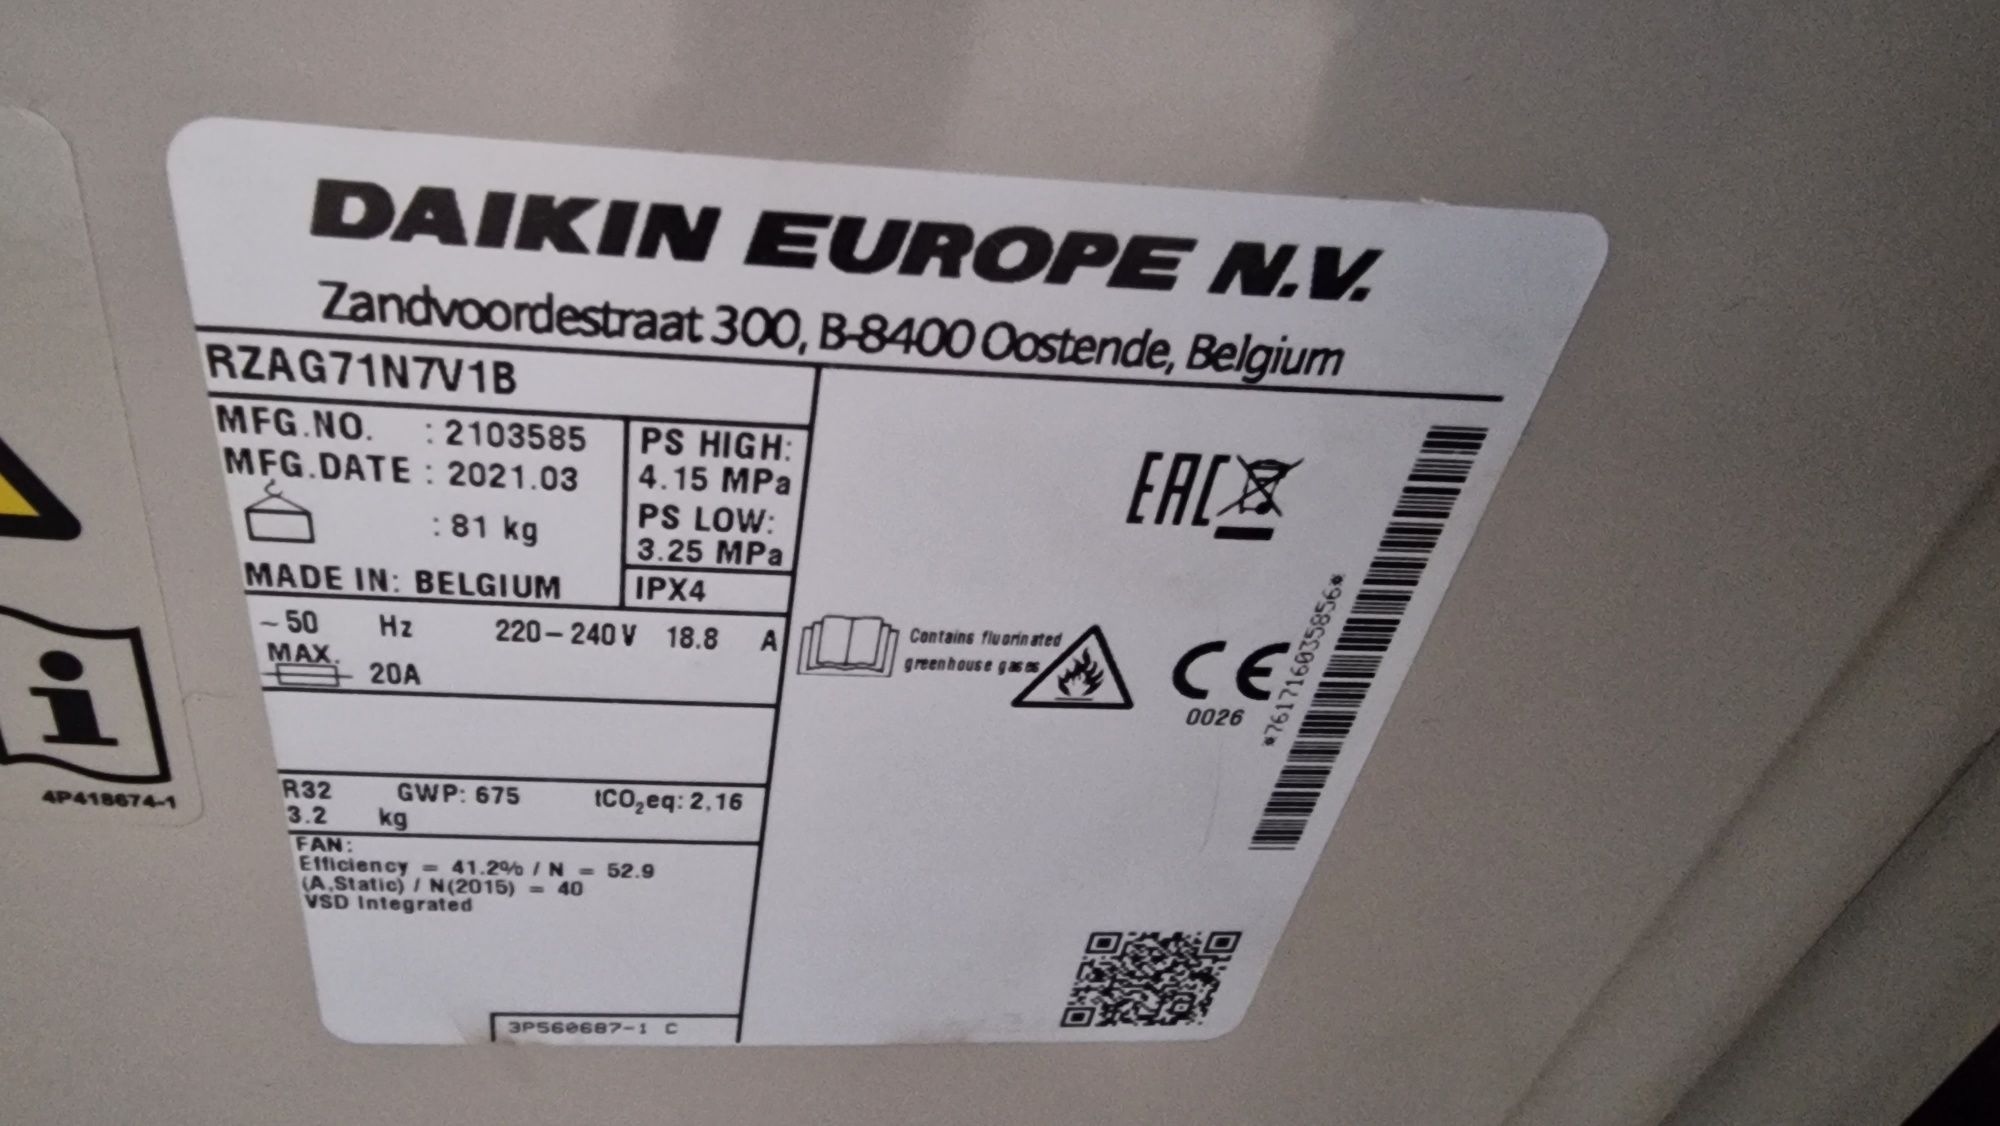 DAIKIN EUROPE N.V.
Zandvoordestraat 300, B-8400 Oostende, Belgium
RZAG71N7V1B
MFG.NO. : 2103585
MFG.DATE : 2021.03
: 81 kg
MADE IN: BELGIUM
PS HIGH:
4.15 MPa
PS LOW:
3.25 MPa
IPX4
~50 Hz 220-240V 18.8 A
MAX.
20A
R32 GWP: 675 tCO₂eq: 2.16
3.2 kg
FAN:
Efficiency = 41.2% / N = 52.9
(A,Static) / N(2015) = 40
VSD Integrated
3P560687-1 C
EAC
Contains fluorinated
greenhouse gases
CE
0026
*761716035856*
i
4P418674-1